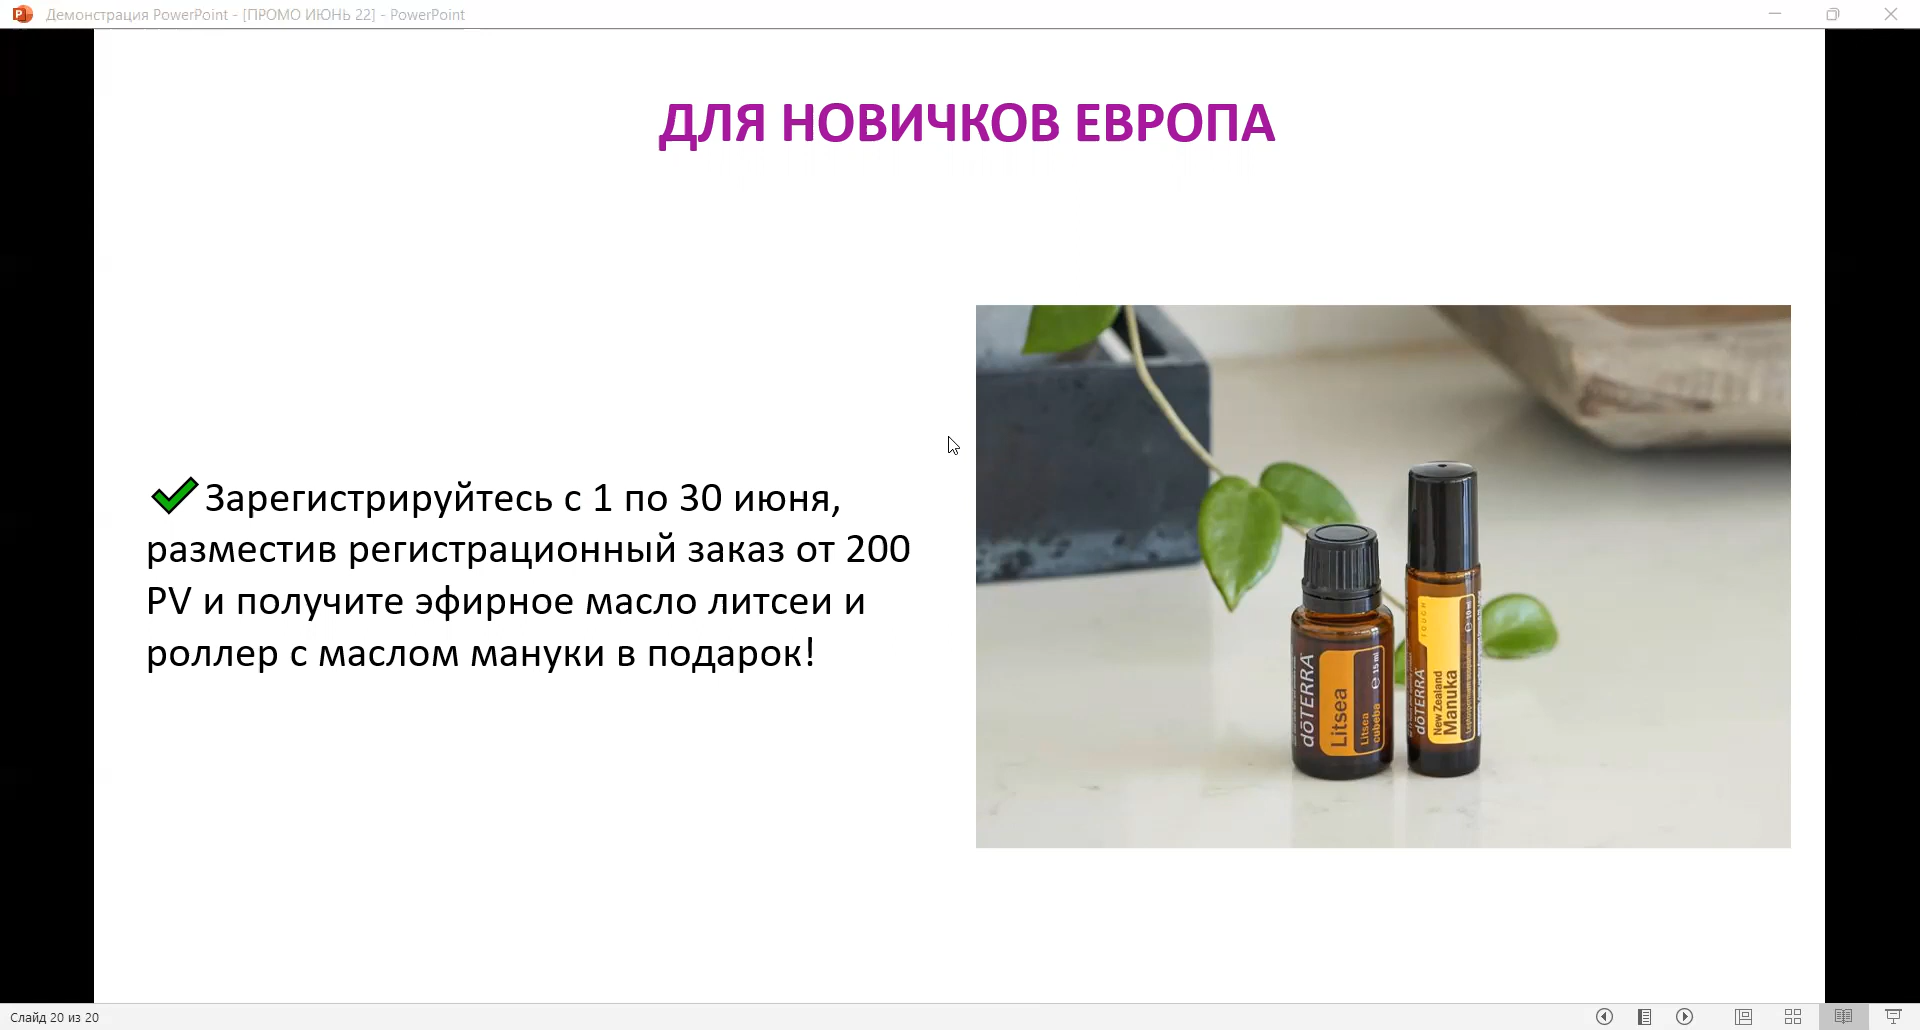 Демонстрация PowerPoint - [ПРОМО ИЮНЬ 22] - PowerPoint
ДЛЯ НОВИЧКОВ ЕВРОПА
Зарегистрируйтесь с 1 по 30 июня,
разместив регистрационный заказ от 200
PV и получите эфирное масло литсеи и
роллер с маслом мануки в подарок!
dōTERRA
Litsea
Litsea
cubeba
15 ml
TOUCH
dōTERRA
New Zealand
Manuka
Слайд 20 из 20